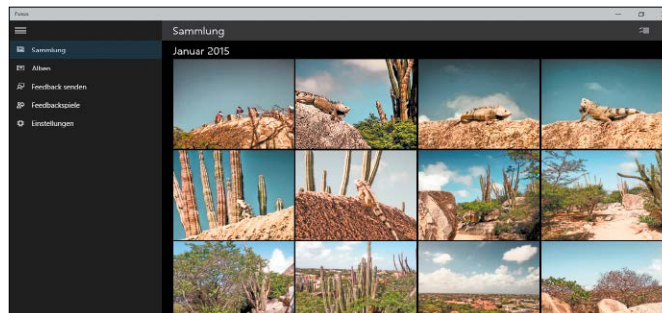 Fotos
Sammlung
Sammlung
Januar 2015
Alben
Feedback senden
Feedbackspiele
Einstellungen